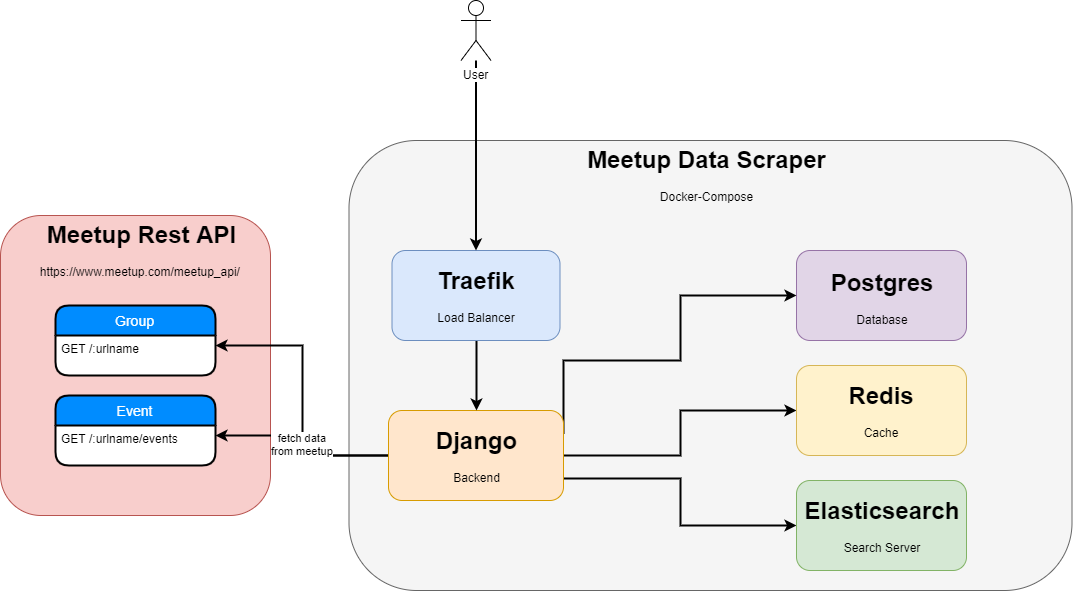 User
Meetup Data Scraper
Docker-Compose
Meetup Rest API
https://www.meetup.com/meetup_api/
Group
GET /:urlname
Event
GET /:urlname/events
fetch data
from meetup
Traefik
Load Balancer
Django
Backend
Postgres
Database
Redis
Cache
Elasticsearch
Search Server